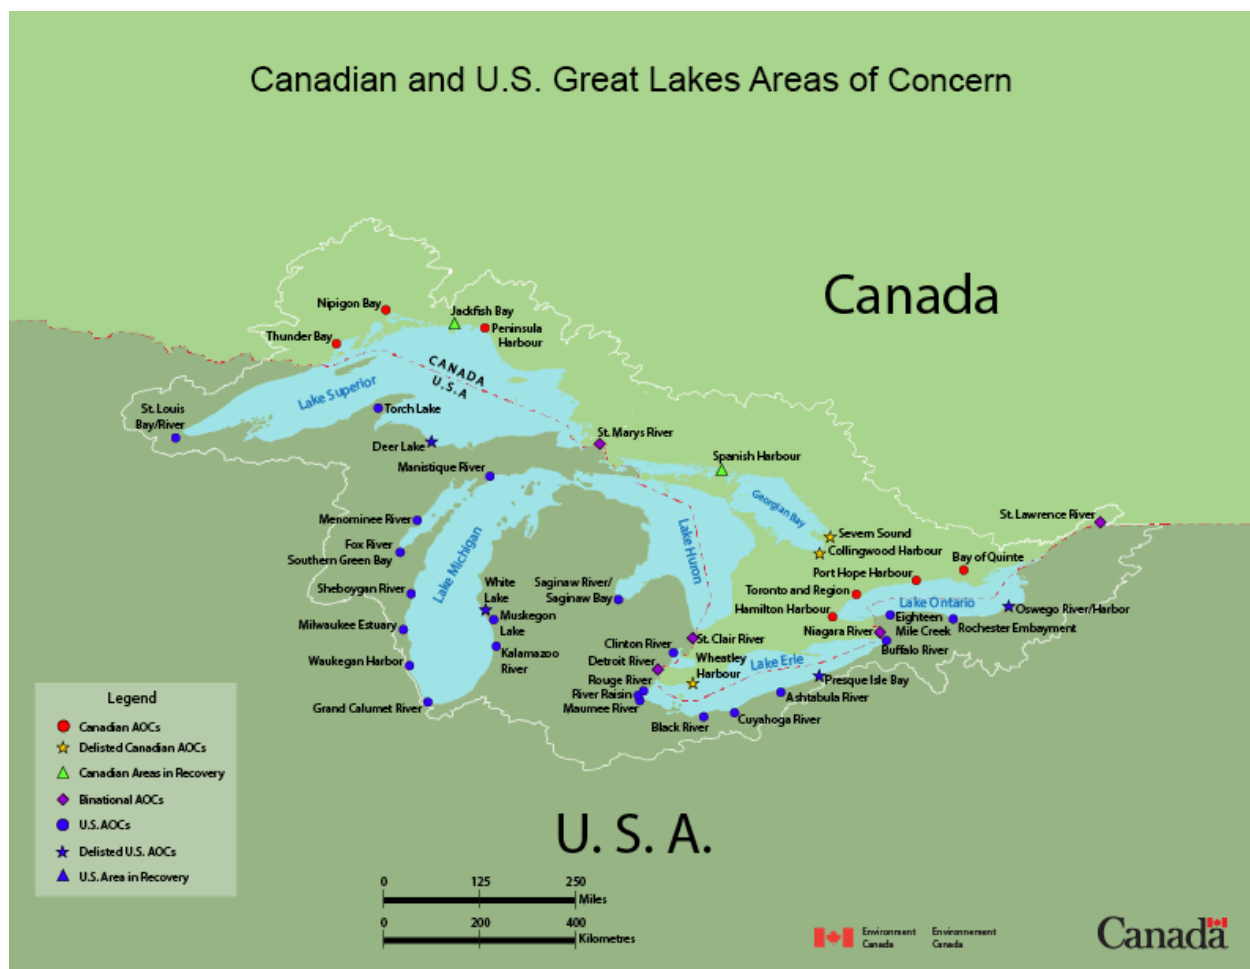 Canadian and U.S. Great Lakes Areas of Concern
Canada
Nipigon Bay
Jackfish Bay
Thunder Bay
Peninsula
Harbour
CANADA
U.S.A
Lake Superior
St. Louis
Bay/River
Torch Lake
Deer Lake
St. Marys River
Manistique River
Spanish Harbour
Georgian Bay
Menominee River
Lake Huron
St. Lawrence River
Severn Sound
Fox River
Southern Green Bay
Collingwood Harbour
Bay of Quinte
Lake Michigan
Port Hope Harbour
Sheboygan River
White
Lake
Saginaw River/
Saginaw Bay
Toronto and Region
Lake Ontario
Hamilton Harbour
Oswego River/Harbor
Muskegon
Lake
Eighteen
Mile Creek
Rochester Embayment
Milwaukee Estuary
Niagara River
Clinton River
St. Clair River
Buffalo River
Kalamazoo
River
Waukegan Harbor
Detroit River
Wheatley
Harbour
Lake Erie
Rouge River
Presque Isle Bay
River Raisin
Ashtabula River
Grand Calumet River
Maumee River
Black River
Cuyahoga River
Legend
Canadian AOCs
Delisted Canadian AOCs
Canadian Areas in Recovery
Binational AOCs
U.S. AOCs
Delisted U.S. AOCs
U.S. Area in Recovery
U. S. A.
0 125 250
Miles
0 200 400
Kilometres
Environment
Canada
Environnement
Canada
Canada